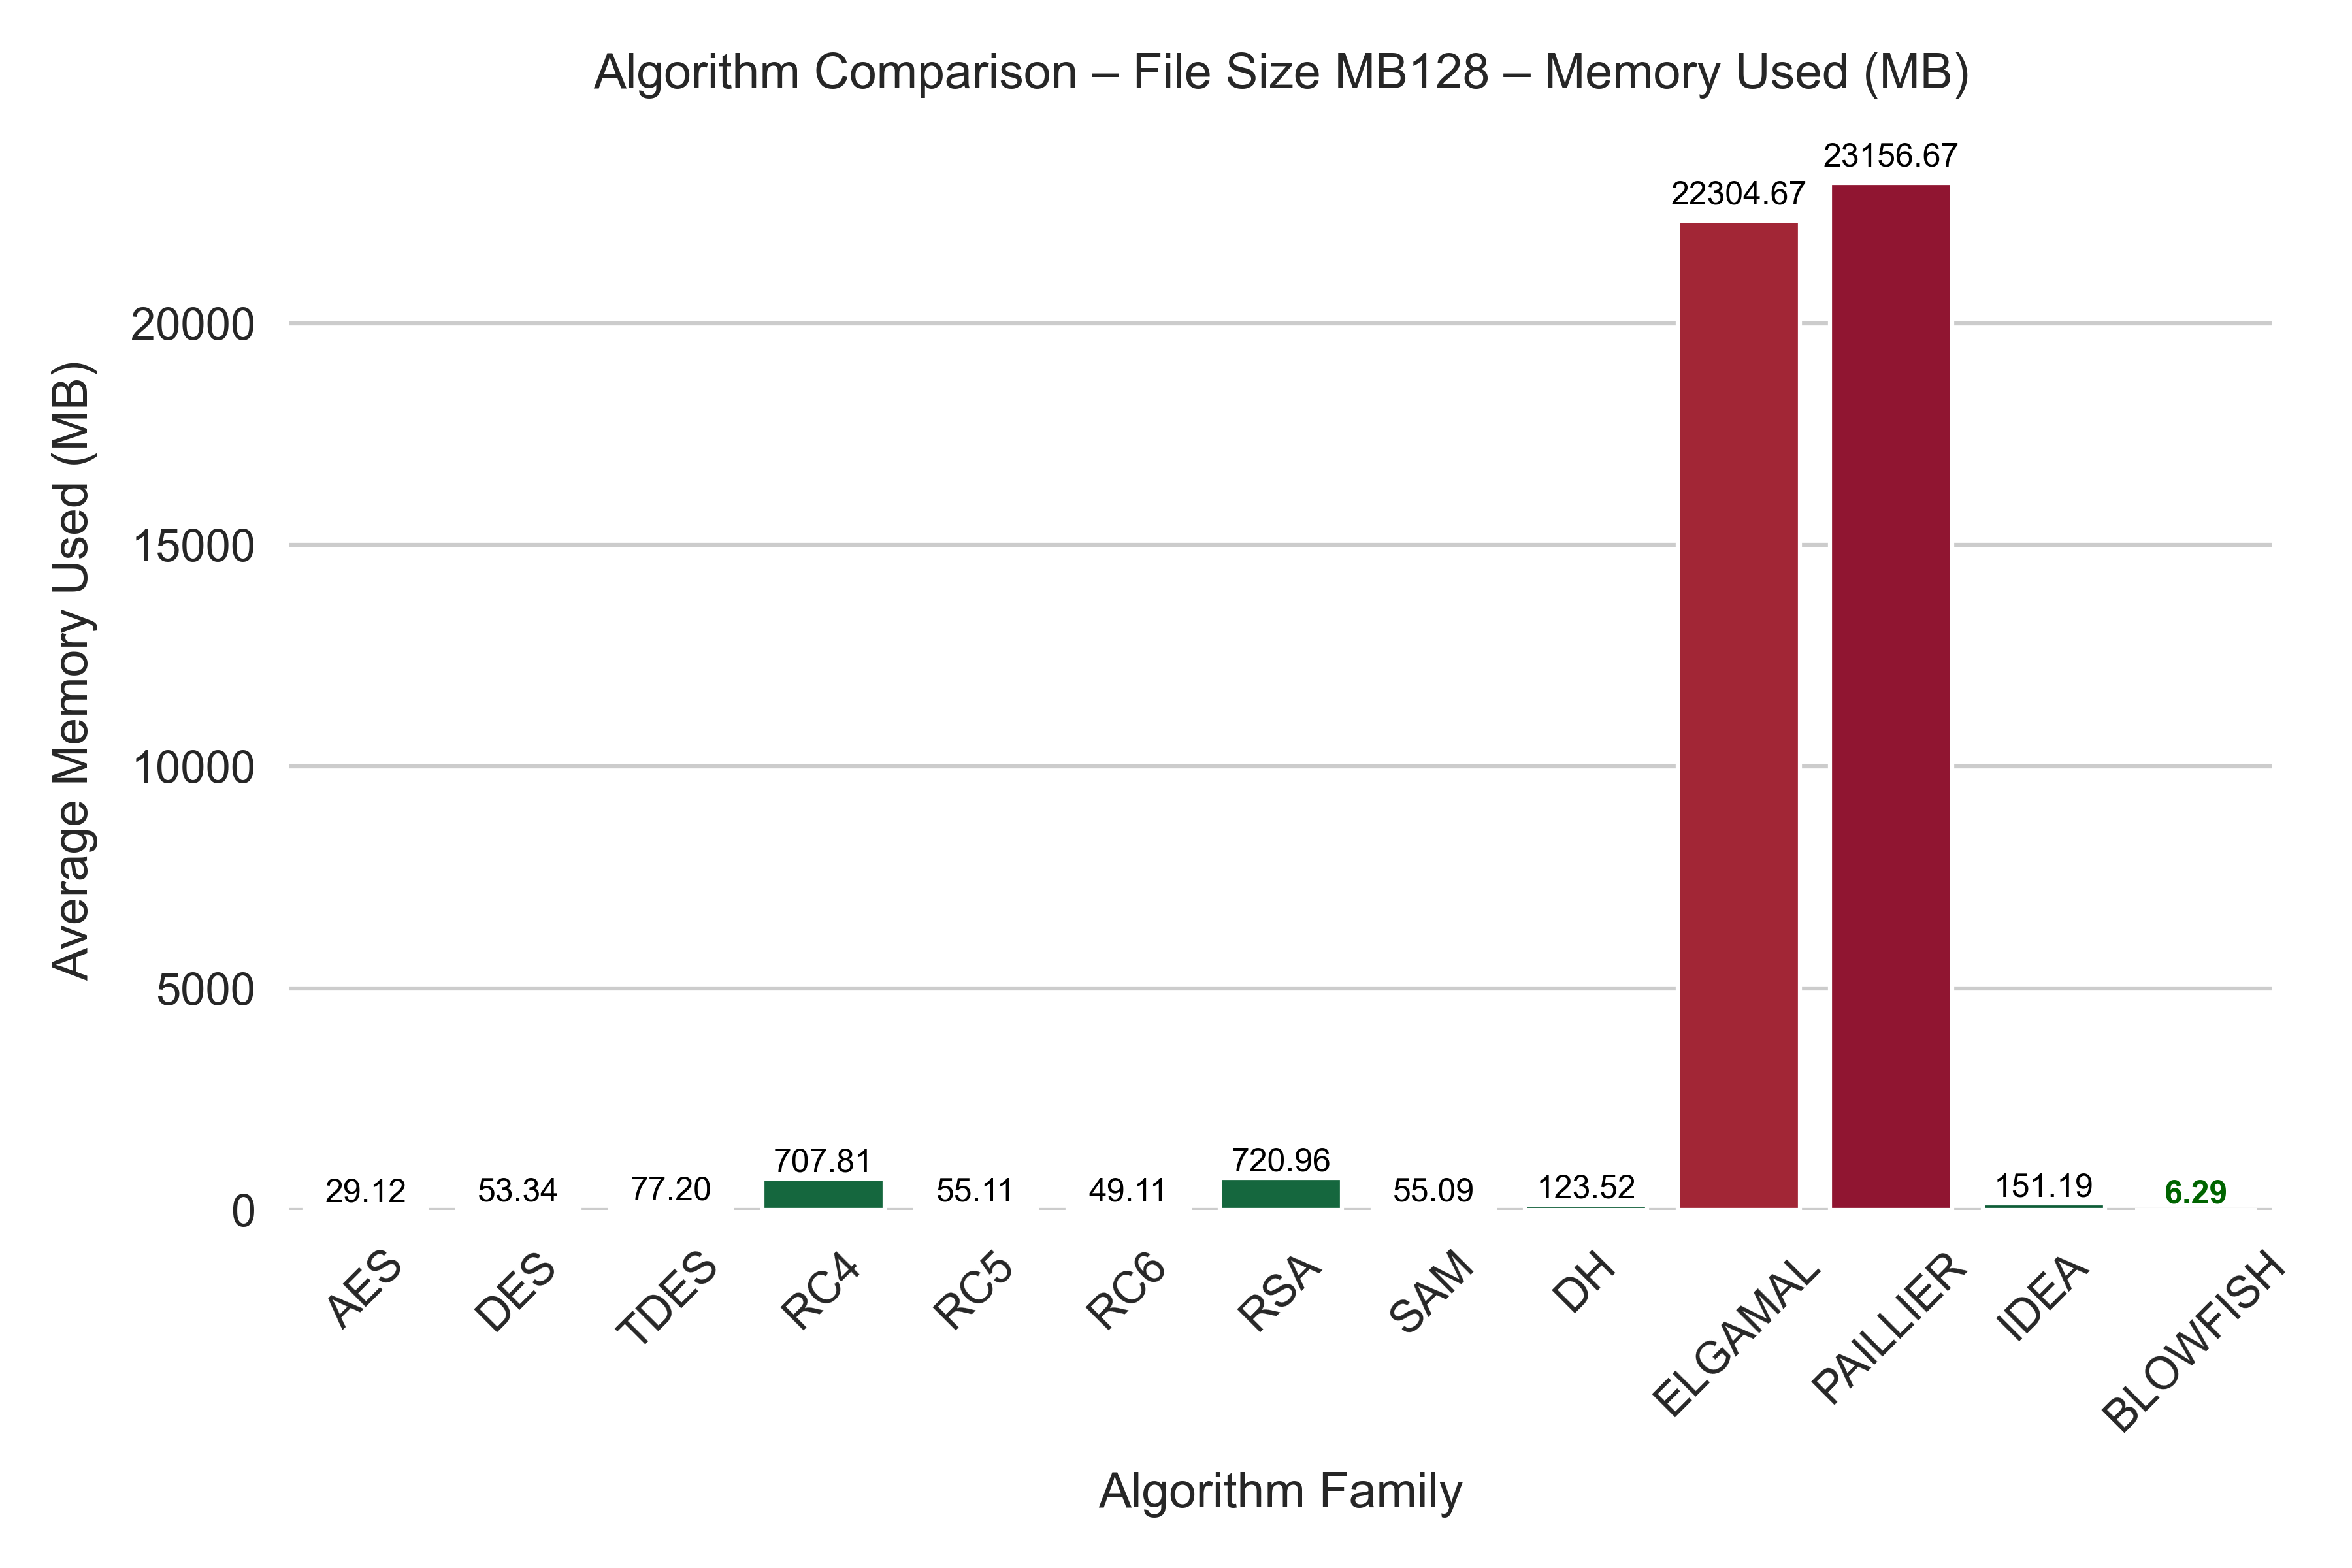 Algorithm Comparison – File Size MB128 – Memory Used (MB)
Average Memory Used (MB)
20000
15000
10000
5000
0
29.12
53.34
77.20
707.81
55.11
49.11
720.96
55.09
123.52
22304.67
23156.67
151.19
6.29
AES
DES
TDES
RC4
RC5
RC6
RSA
SAM
DH
ELGAMAL
PAILLIER
IDEA
BLOWFISH
Algorithm Family